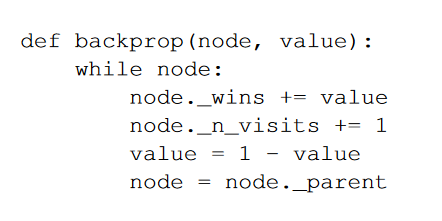 def backprop(node, value):
    while node:
        node._wins += value
        node._n_visits += 1
        value = 1 - value
        node = node._parent